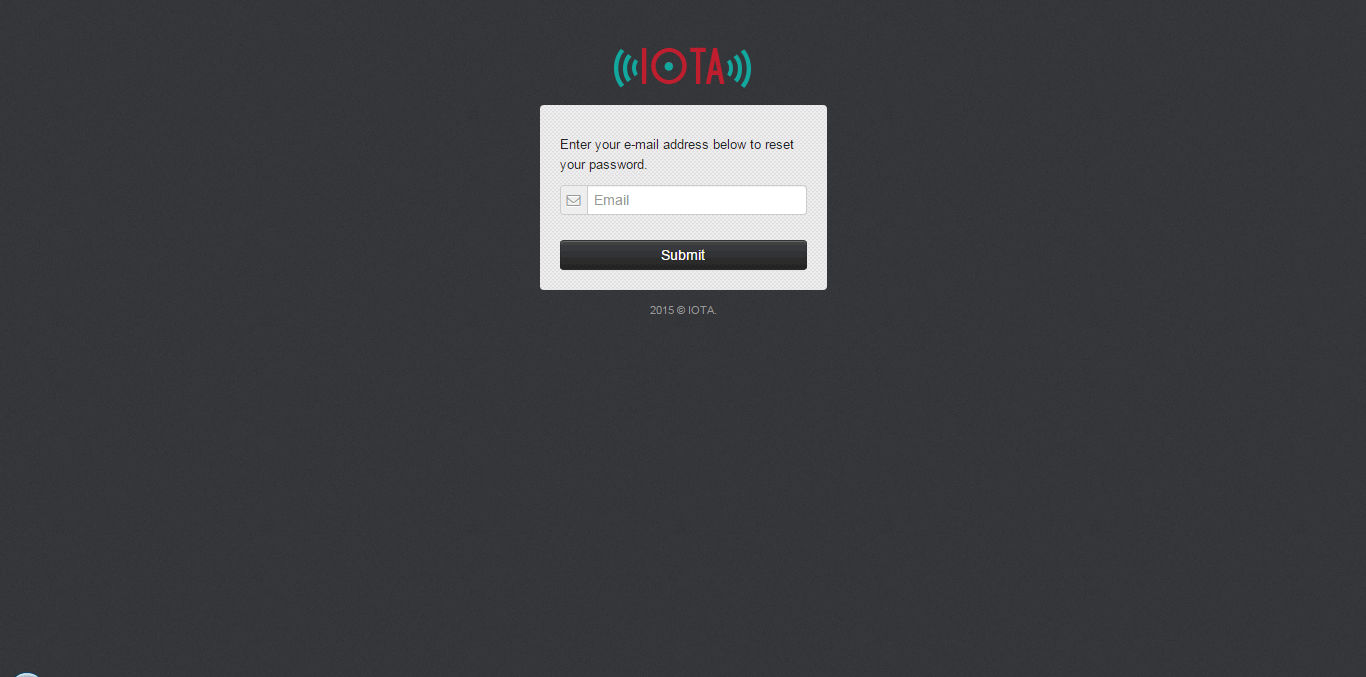 IOTA
Enter your e-mail address below to reset
your password.
Email
Submit
2015 © IOTA.